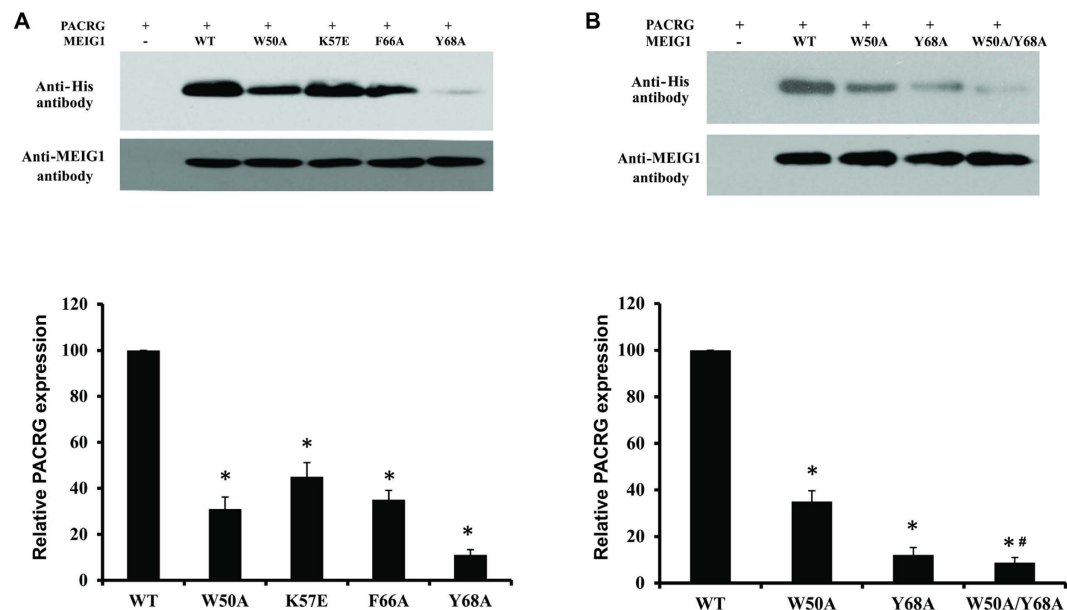 A
PACRG + + + + +
MEIG1 - WT W50A K57E F66A Y68A
Anti-His
antibody
Anti-MEIG1
antibody
Relative PACRG expression
120
100
80
60
40
20
0
* * * *
WT W50A K57E F66A Y68A
B
PACRG + + + + +
MEIG1 - WT W50A Y68A W50A/Y68A
Anti-His
antibody
Anti-MEIG1
antibody
Relative PACRG expression
120
100
80
60
40
20
0
* * *#
WT W50A Y68A W50A/Y68A